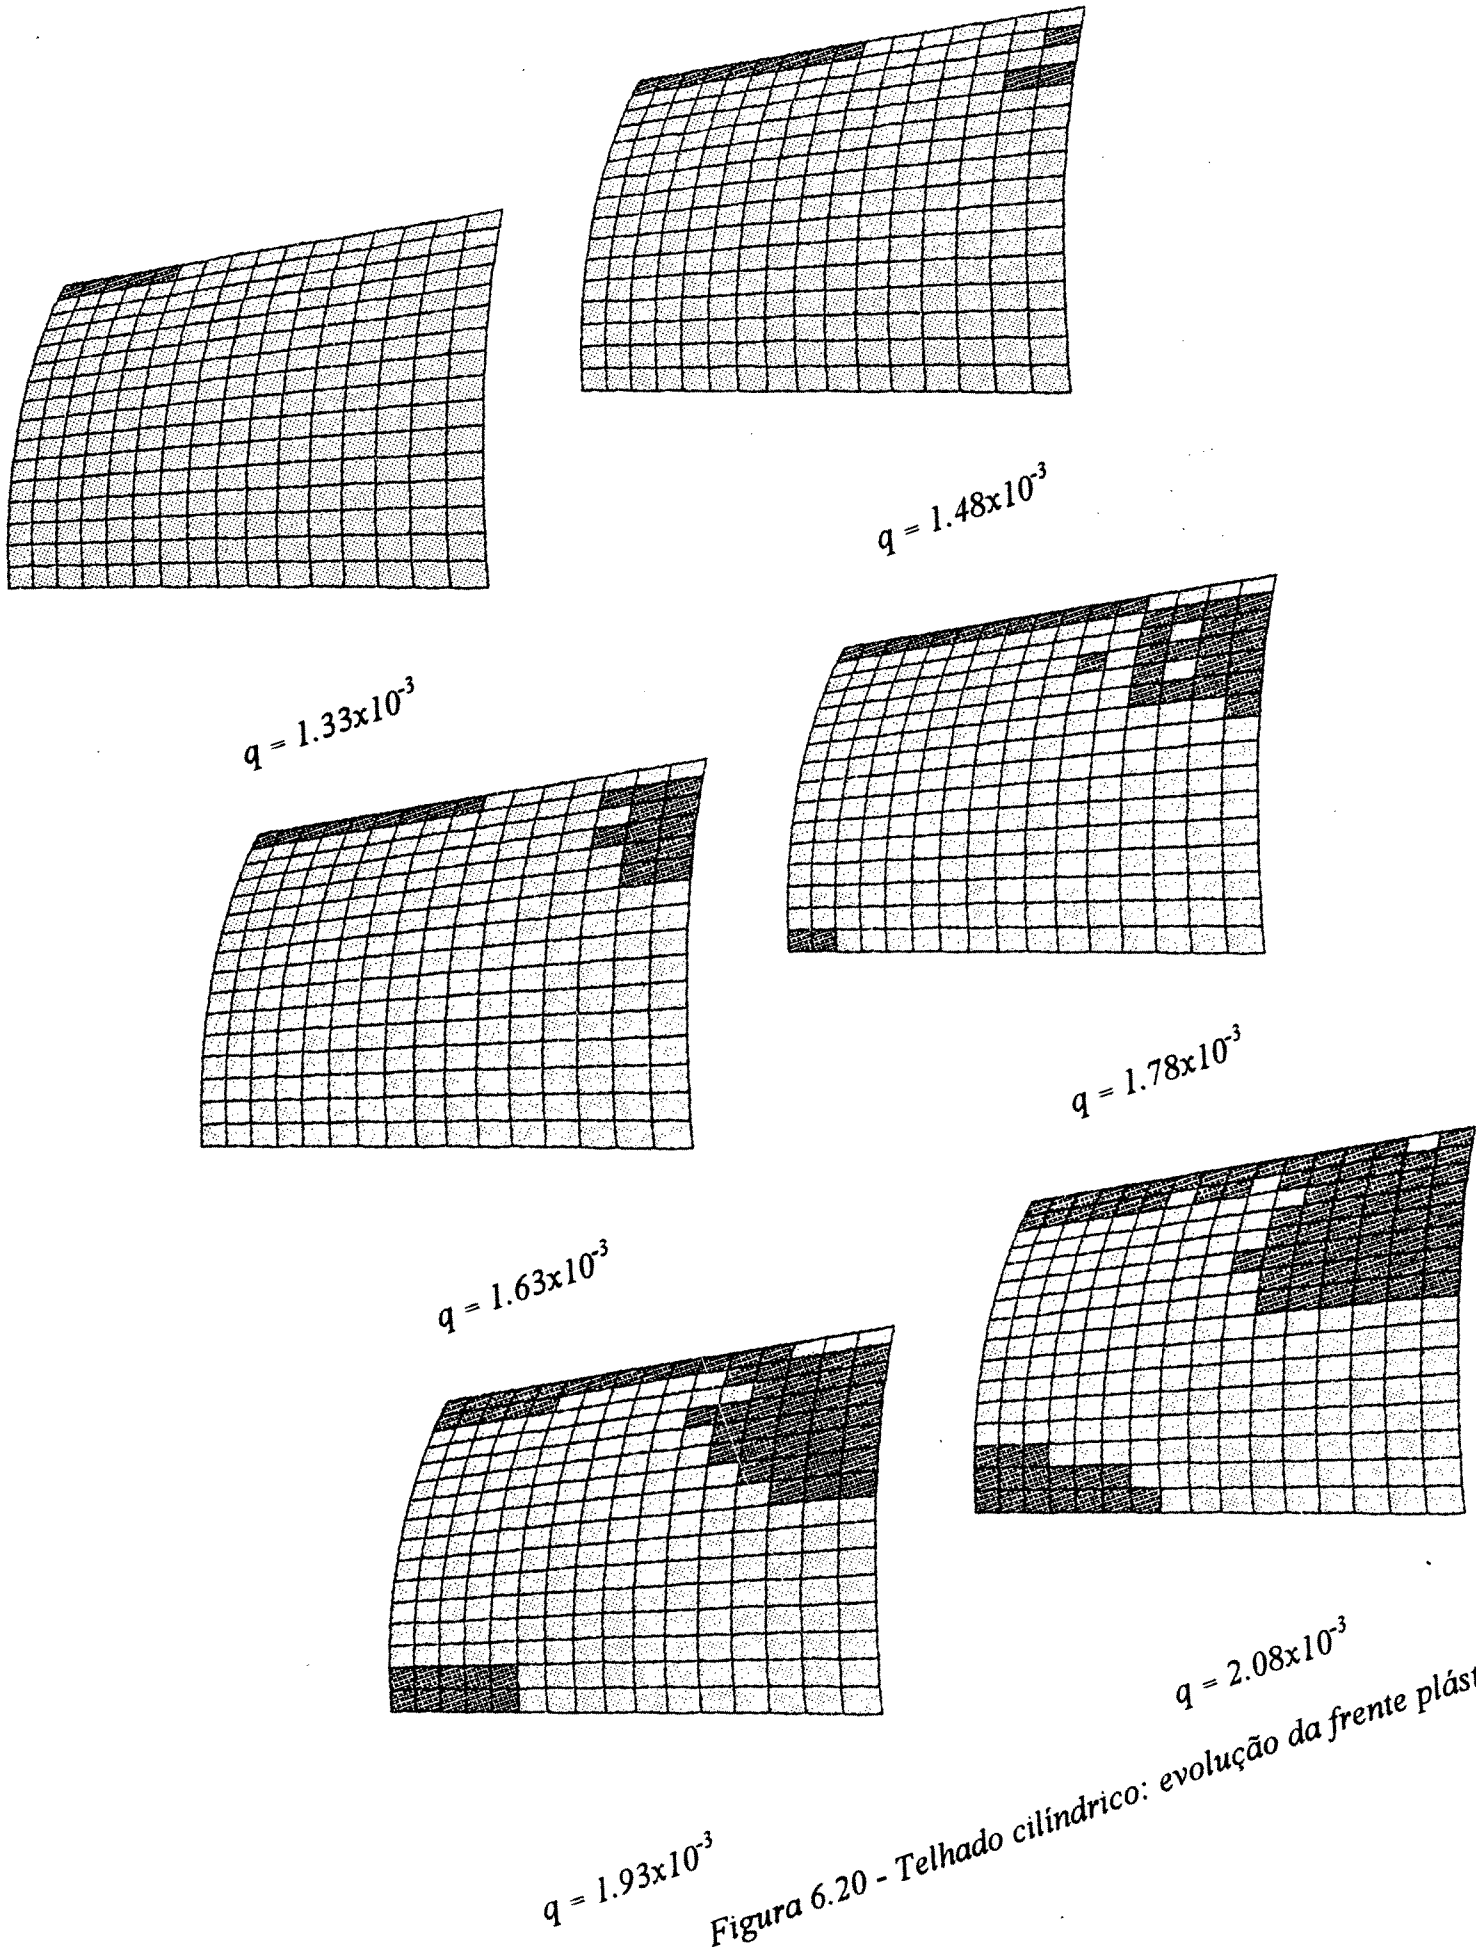 q = 1.33x10⁻³
q = 1.48x10⁻³
q = 1.63x10⁻³
q = 1.78x10⁻³
q = 1.93x10⁻³
q = 2.08x10⁻³
Figura 6.20 - Telhado cilíndrico: evolução da frente